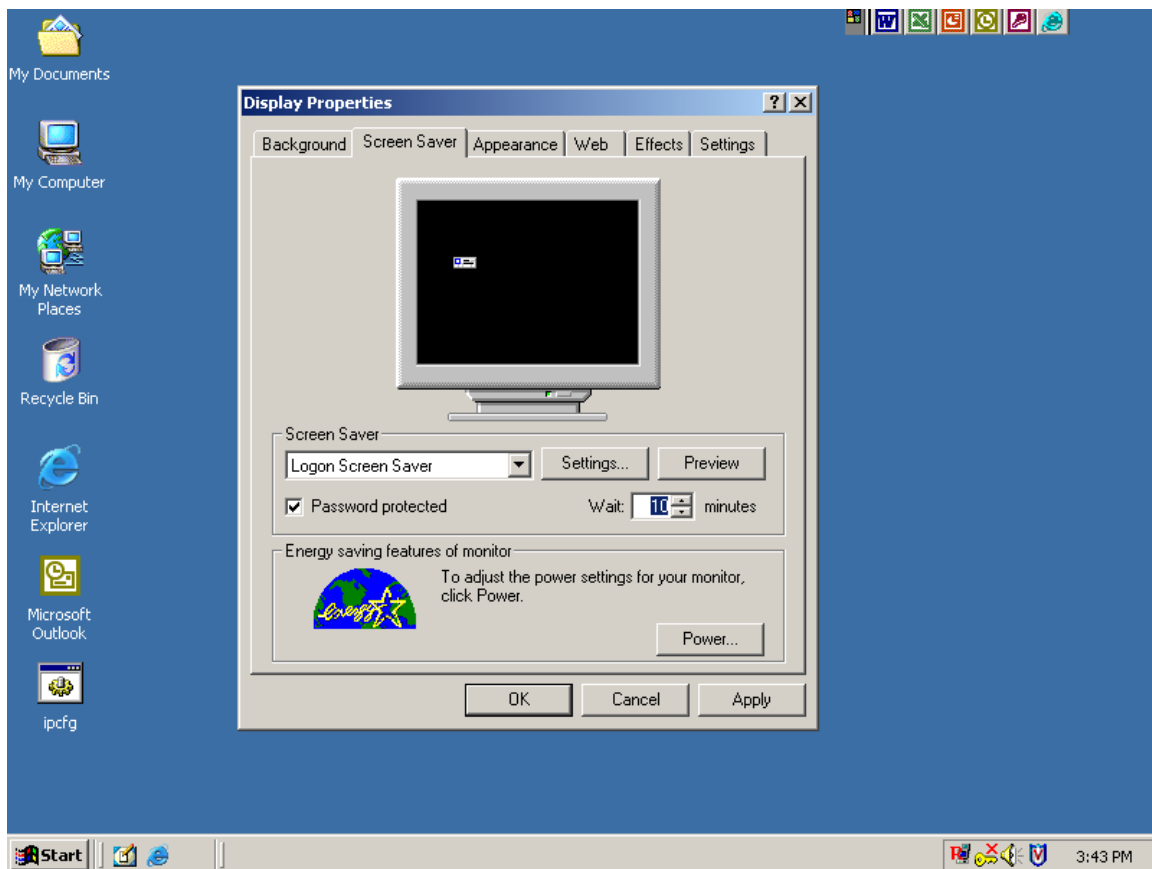 My Documents
My Computer
My Network
Places
Recycle Bin
Internet
Explorer
Microsoft
Outlook
ipcfg
Display Properties
Background Screen Saver Appearance Web Effects Settings
Screen Saver
Logon Screen Saver Settings... Preview
Password protected Wait: 10 minutes
Energy saving features of monitor
energy
To adjust the power settings for your monitor,
click Power.
Power...
OK Cancel Apply
Start
3:43 PM